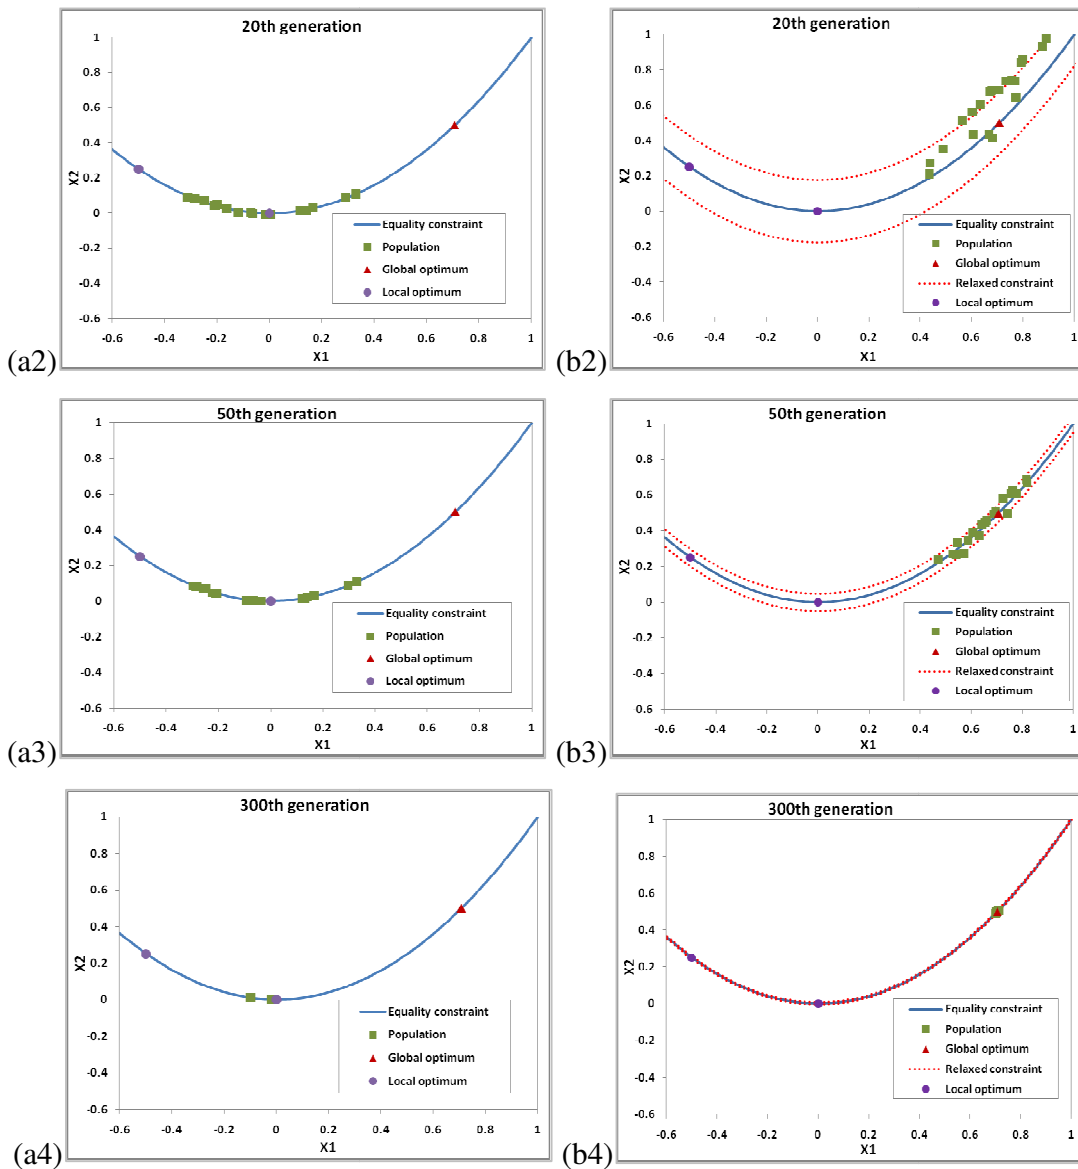 20th generation
1
0.8
0.6
0.4
0.2
0
-0.2
-0.4
-0.6
X2
-0.6 -0.4 -0.2 0 0.2 0.4 0.6 0.8 1
X1
Equality constraint
Population
Global optimum
Local optimum
(a2)
20th generation
1
0.8
0.6
0.4
0.2
0
-0.2
-0.4
-0.6
X2
-0.6 -0.4 -0.2 0 0.2 0.4 0.6 0.8 1
X1
Equality constraint
Population
Global optimum
Relaxed constraint
Local optimum
(b2)
50th generation
1
0.8
0.6
0.4
0.2
0
-0.2
-0.4
-0.6
X2
-0.6 -0.4 -0.2 0 0.2 0.4 0.6 0.8 1
X1
Equality constraint
Population
Global optimum
Local optimum
(a3)
50th generation
1
0.8
0.6
0.4
0.2
0
-0.2
-0.4
-0.6
X2
-0.6 -0.4 -0.2 0 0.2 0.4 0.6 0.8 1
X1
Equality constraint
Population
Global optimum
Relaxed constraint
Local optimum
(b3)
300th generation
1
0.8
0.6
0.4
0.2
0
-0.2
-0.4
-0.6
X2
-0.6 -0.4 -0.2 0 0.2 0.4 0.6 0.8 1
X1
Equality constraint
Population
Global optimum
Local optimum
(a4)
300th generation
1
0.8
0.6
0.4
0.2
0
-0.2
-0.4
-0.6
X2
-0.6 -0.4 -0.2 0 0.2 0.4 0.6 0.8 1
X1
Equality constraint
Population
Global optimum
Relaxed constraint
Local optimum
(b4)